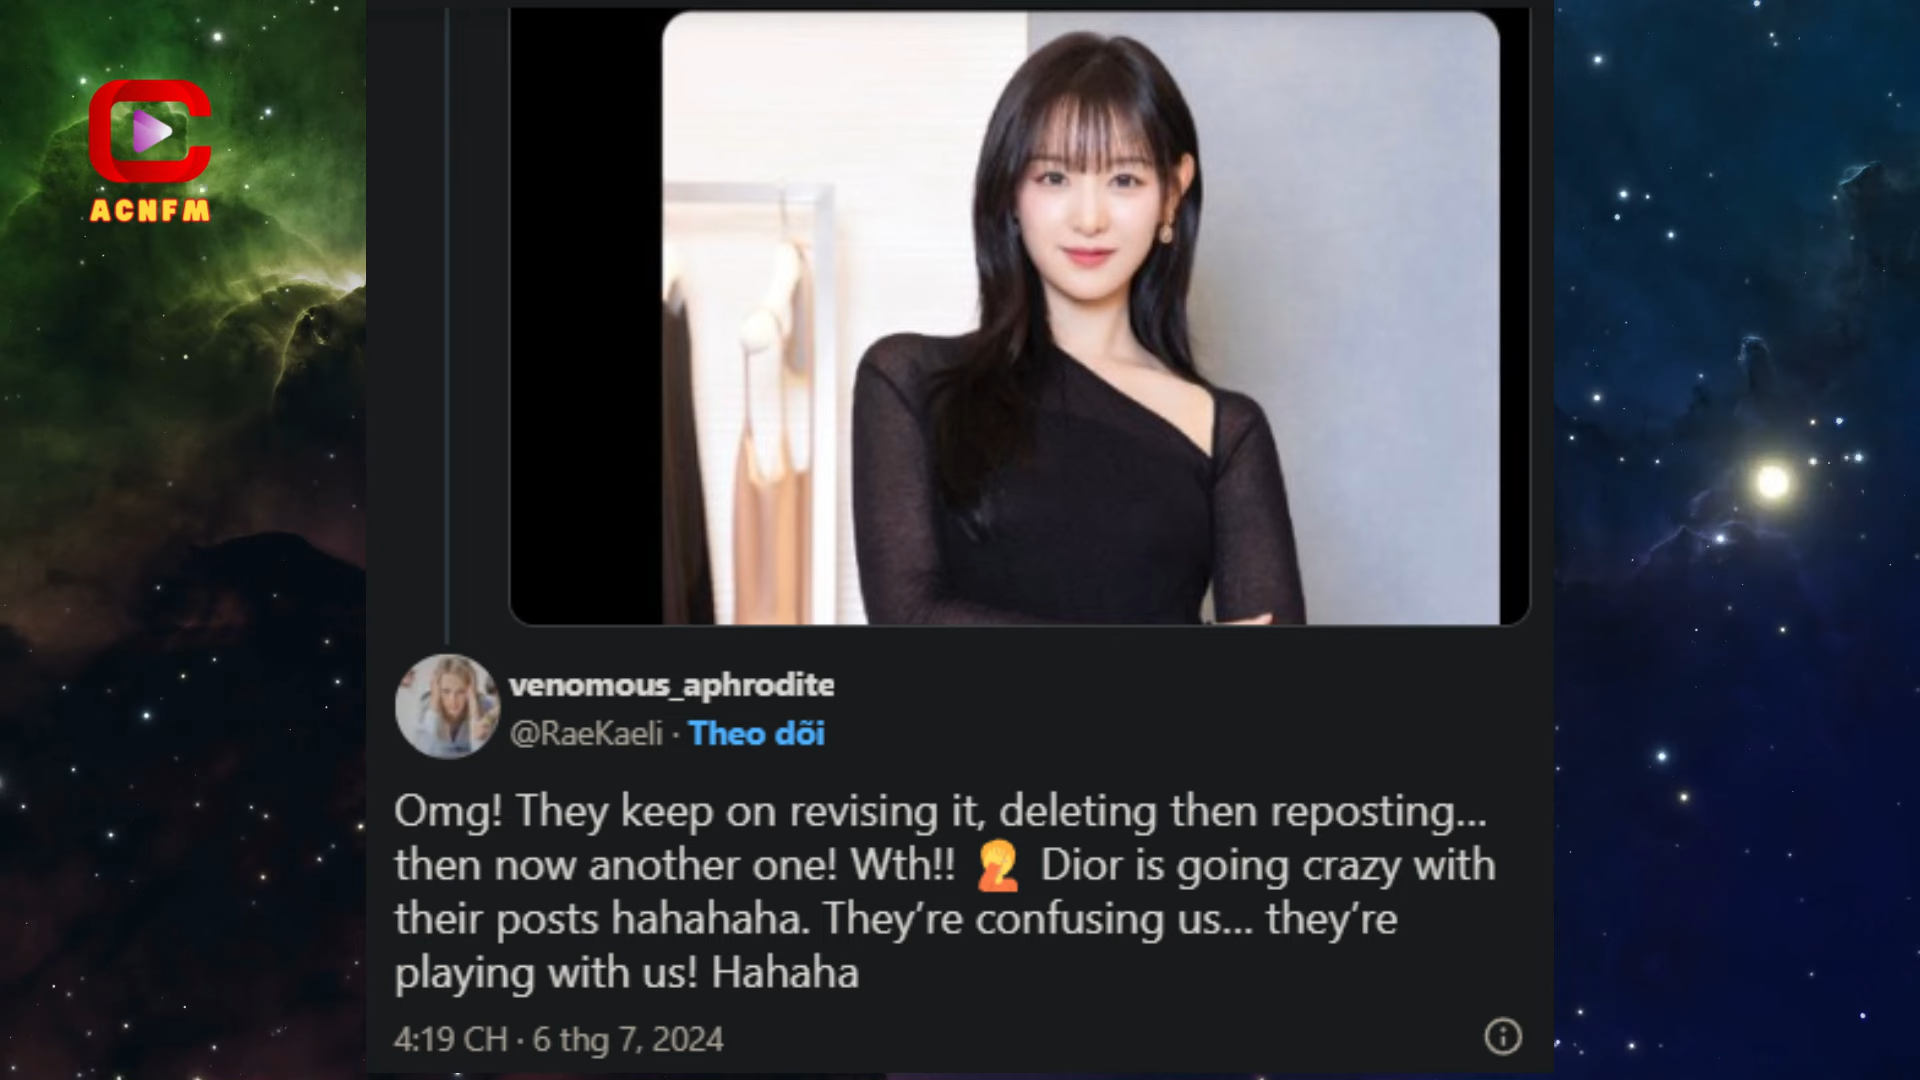 ACNFM
venomous_aphrodite
@RaeKaeli · Theo dõi
Omg! They keep on revising it, deleting then reposting...
then now another one! Wth!! 🤦 Dior is going crazy with
their posts hahahaha. They’re confusing us... they’re
playing with us! Hahaha
4:19 CH · 6 thg 7, 2024